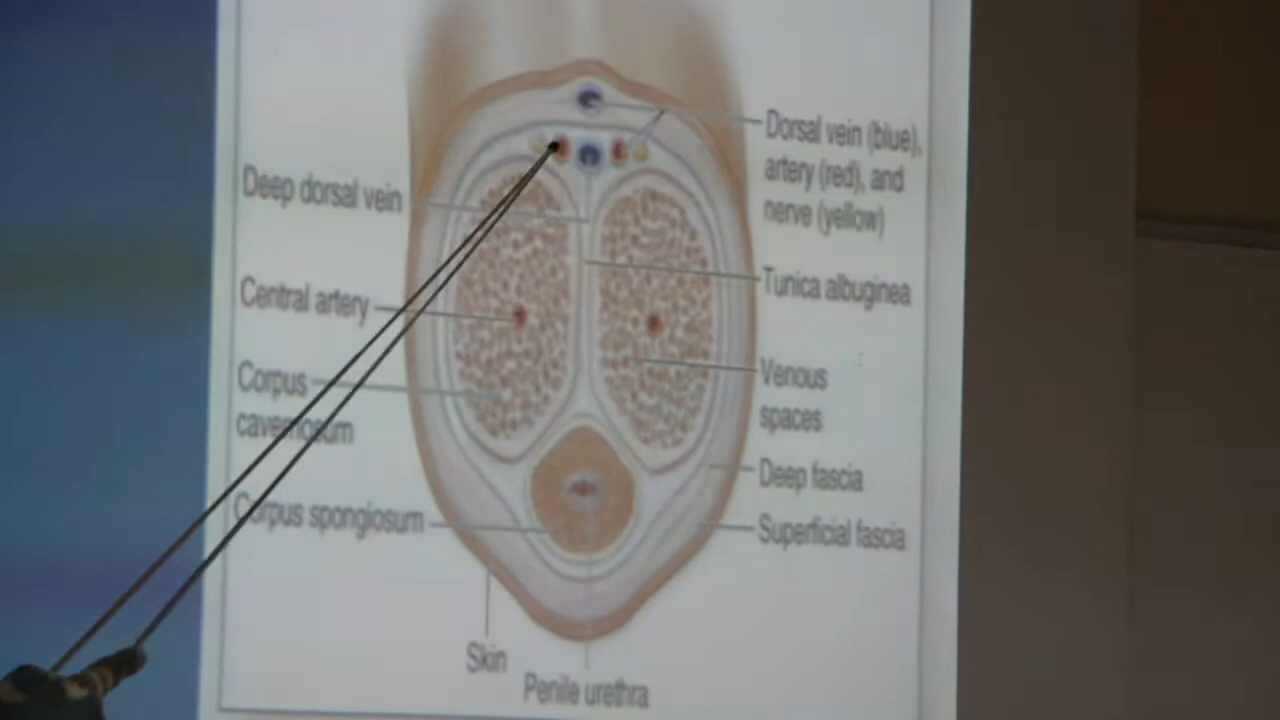 Deep dorsal vein
Central artery
Corpus
cavernosum
Corpus spongiosum
Skin
Penile urethra
Dorsal vein (blue),
artery (red), and
nerve (yellow)
Tunica albuginea
Venous
spaces
Deep fascia
Superficial fascia